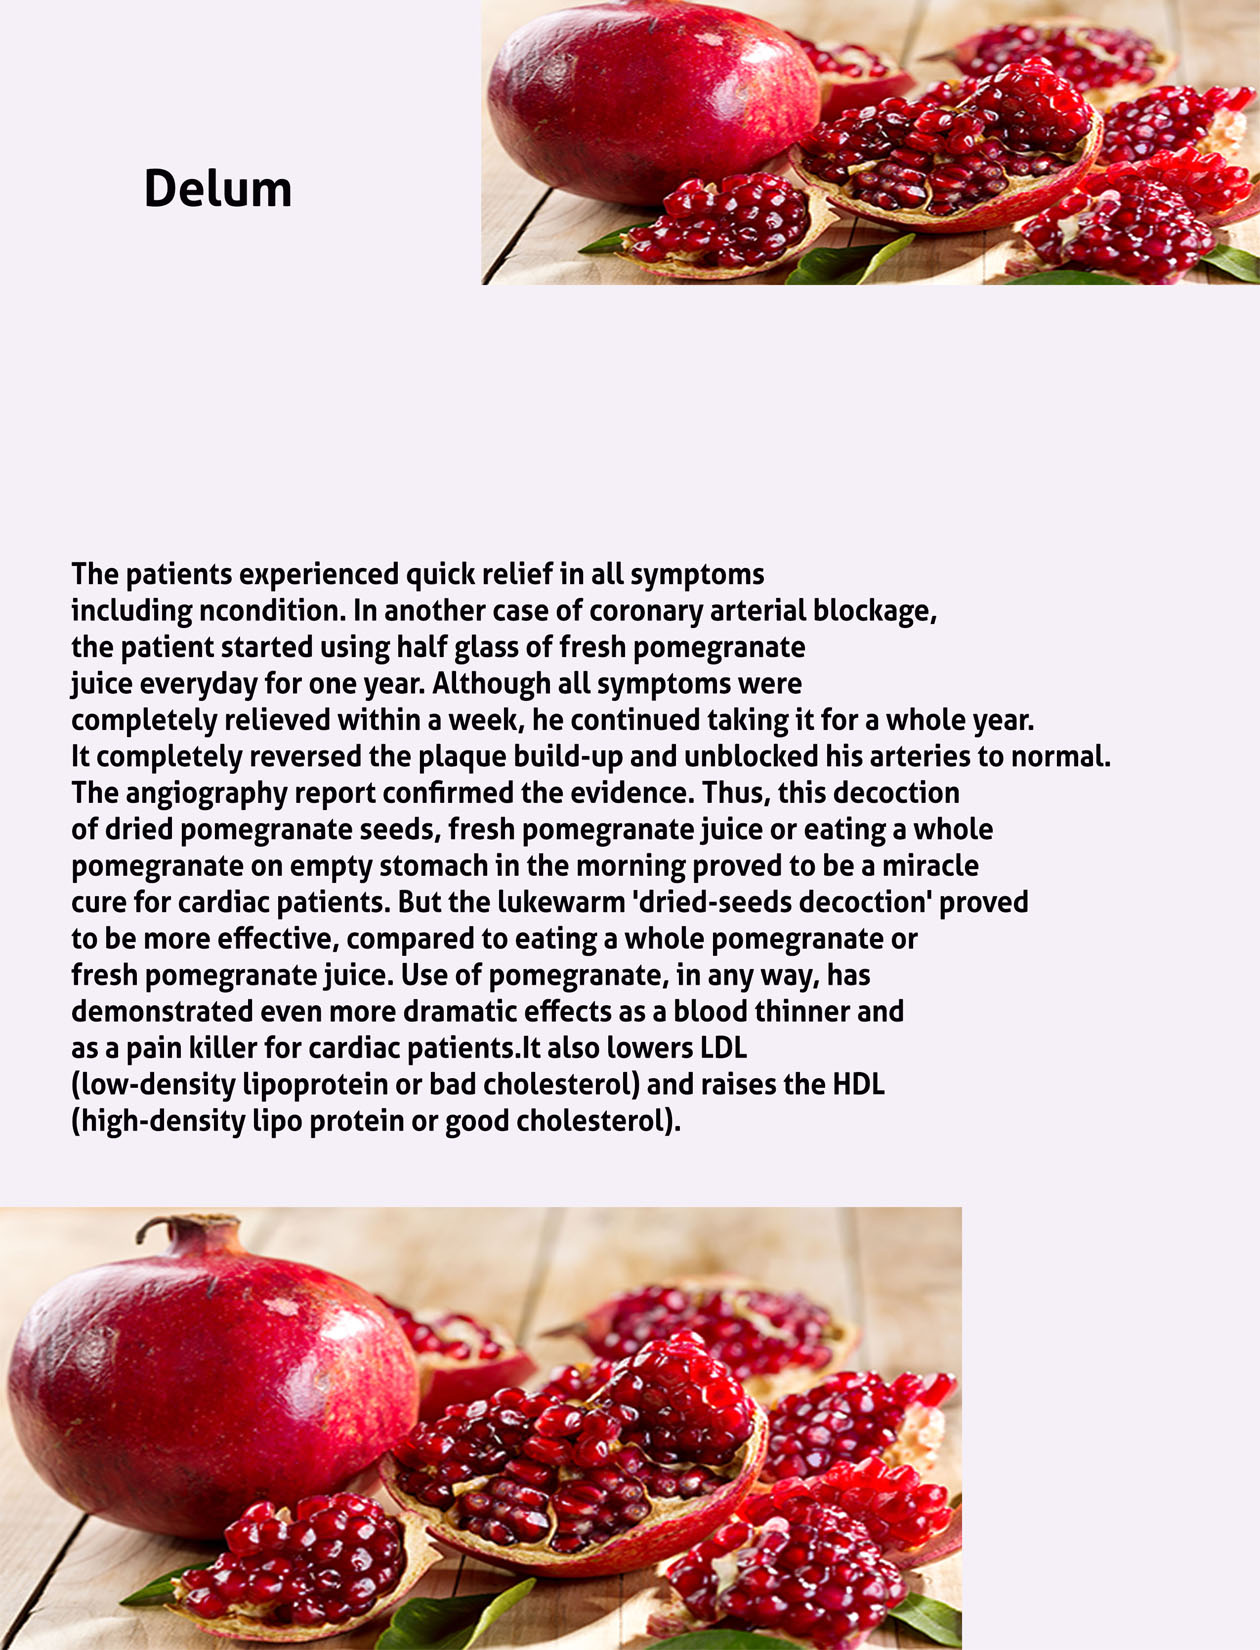 Delum
The patients experienced quick relief in all symptoms
including ncondition. In another case of coronary arterial blockage,
the patient started using half glass of fresh pomegranate
juice everyday for one year. Although all symptoms were
completely relieved within a week, he continued taking it for a whole year.
It completely reversed the plaque build-up and unblocked his arteries to normal.
The angiography report confirmed the evidence. Thus, this decoction
of dried pomegranate seeds, fresh pomegranate juice or eating a whole
pomegranate on empty stomach in the morning proved to be a miracle
cure for cardiac patients. But the lukewarm 'dried-seeds decoction' proved
to be more effective, compared to eating a whole pomegranate or
fresh pomegranate juice. Use of pomegranate, in any way, has
demonstrated even more dramatic effects as a blood thinner and
as a pain killer for cardiac patients.It also lowers LDL
(low-density lipoprotein or bad cholesterol) and raises the HDL
(high-density lipo protein or good cholesterol).